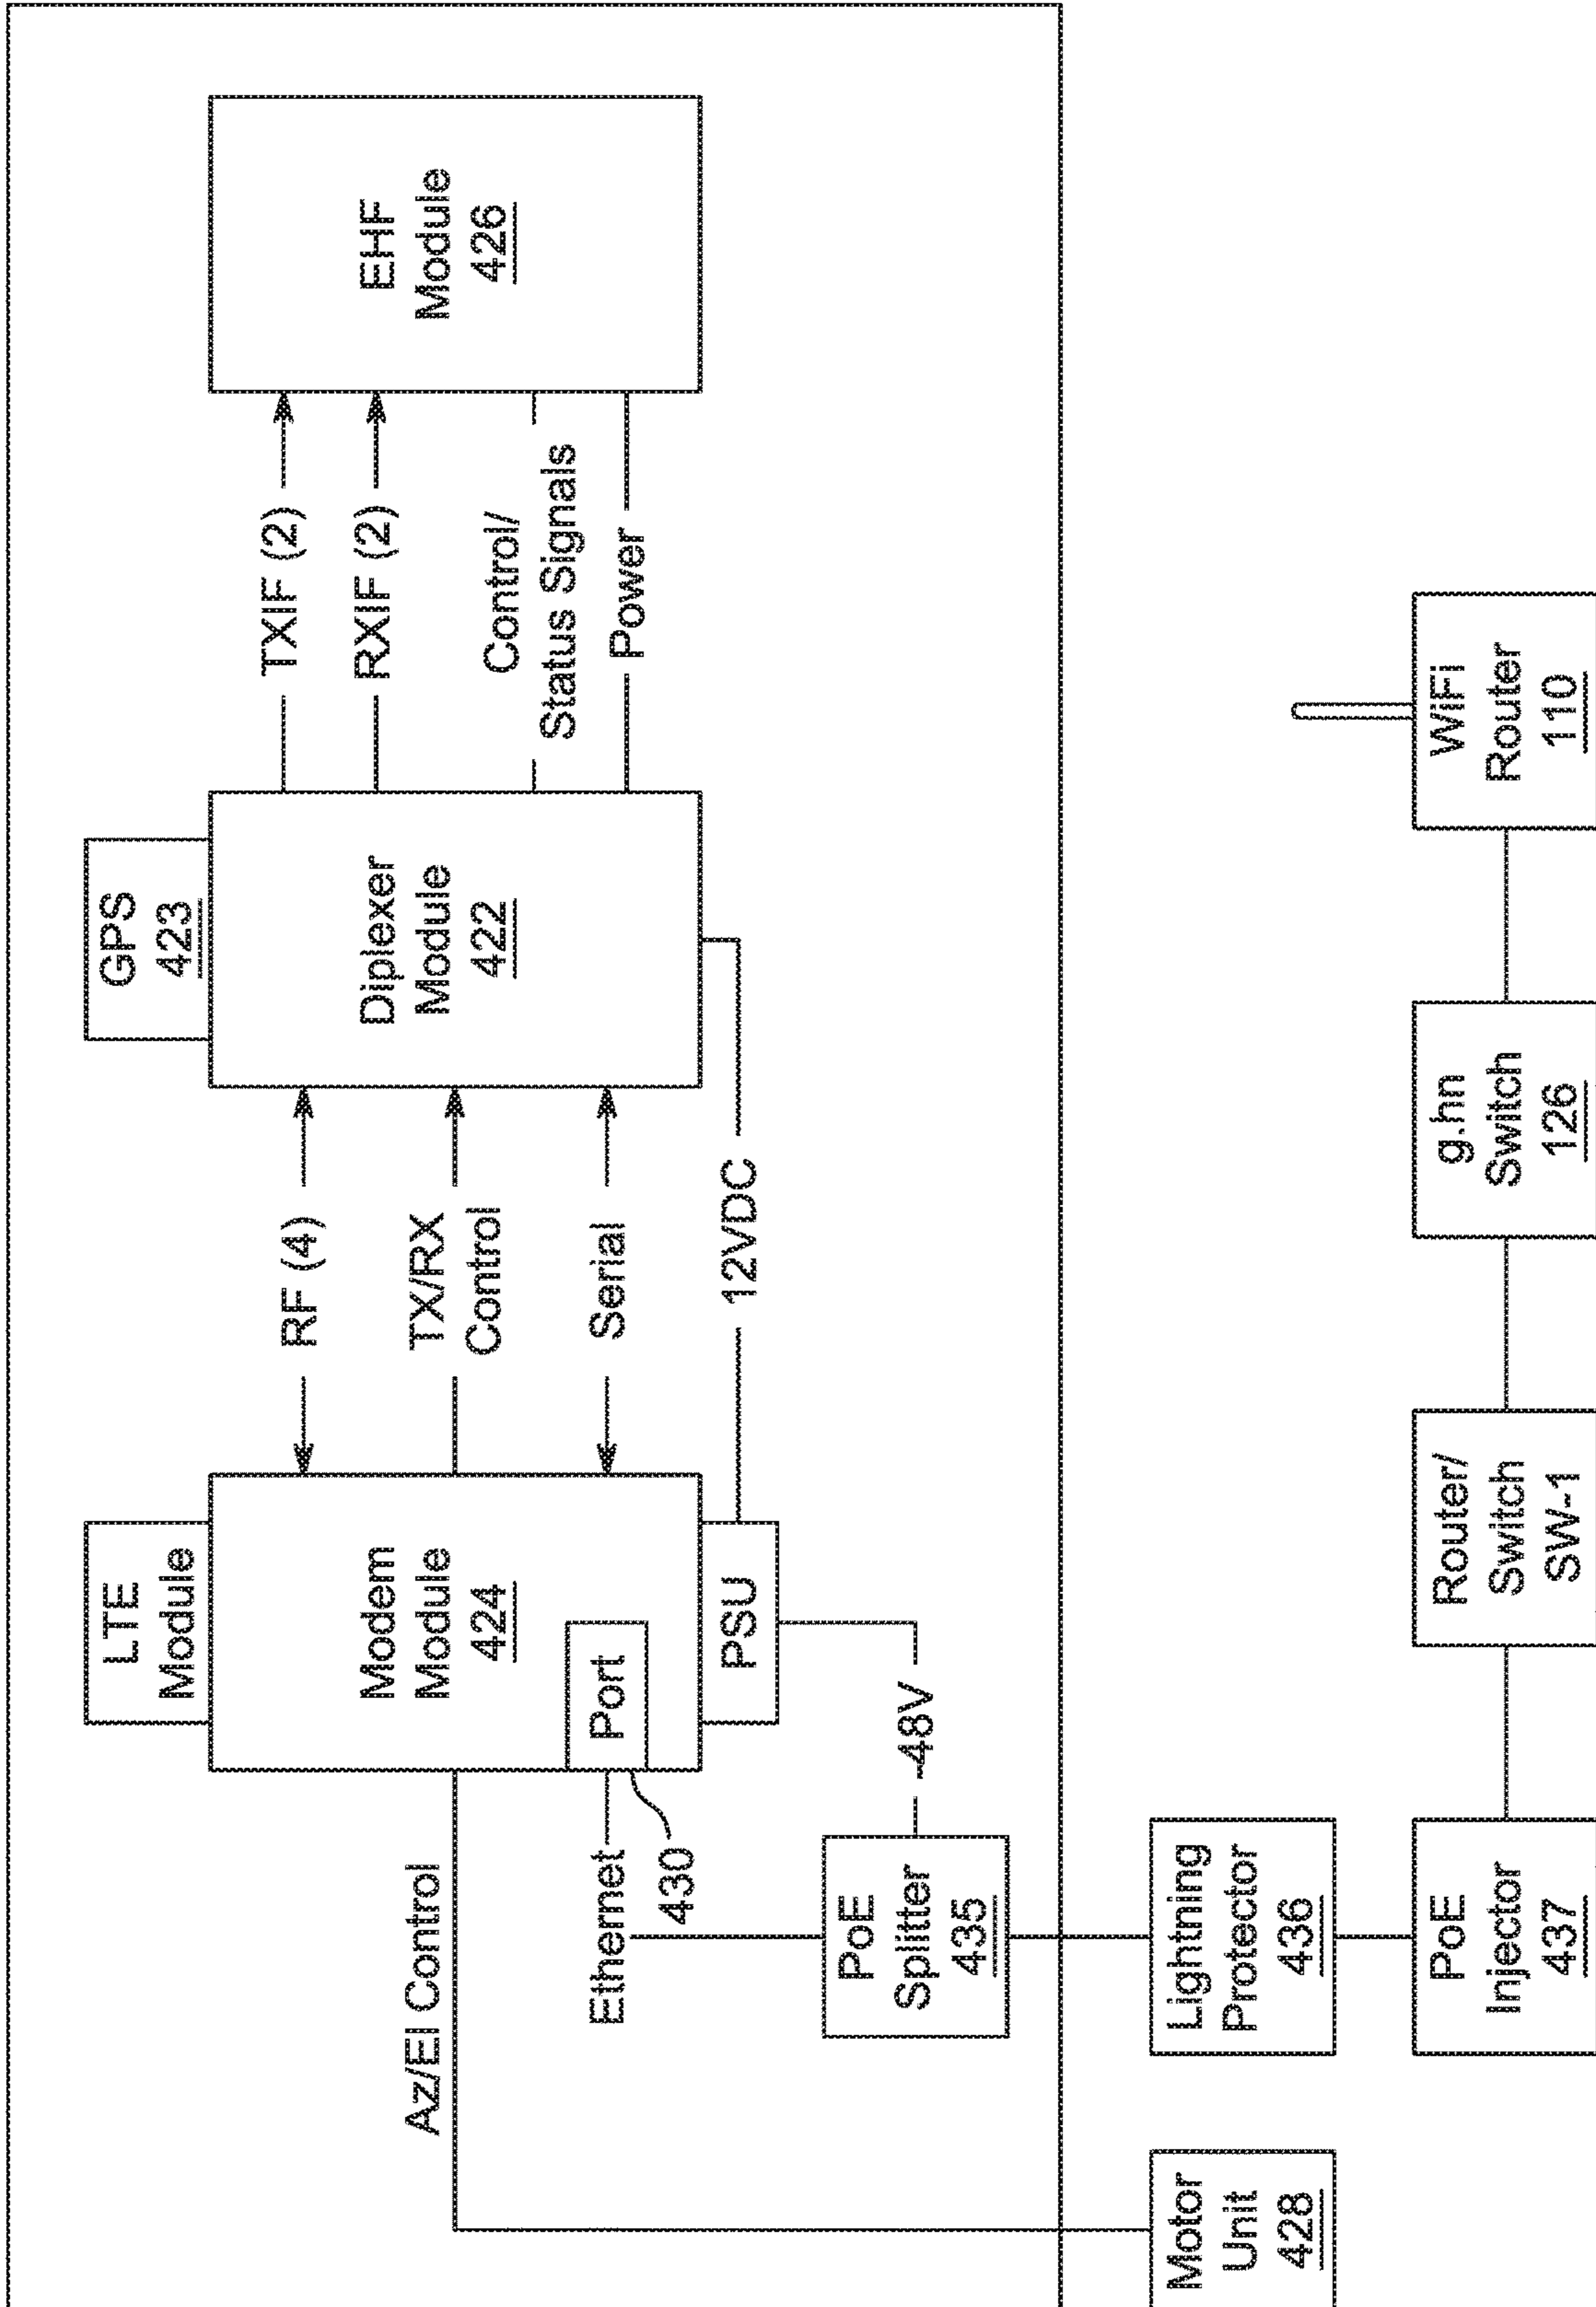 LTE
Module
GPS
423
Modem
Module
424
Port
430
PSU
RF (4)
TX/RX
Control
Serial
12VDC
Diplexer
Module
422
TXIF (2)
RXIF (2)
Control/
Status Signals
Power
EHF
Module
426
Az/El Control
Ethernet
-48V
PoE
Splitter
435
Motor
Unit
428
Lightning
Protector
436
PoE
Injector
437
Router/
Switch
SW-1
g.hn
Switch
126
WiFi
Router
110